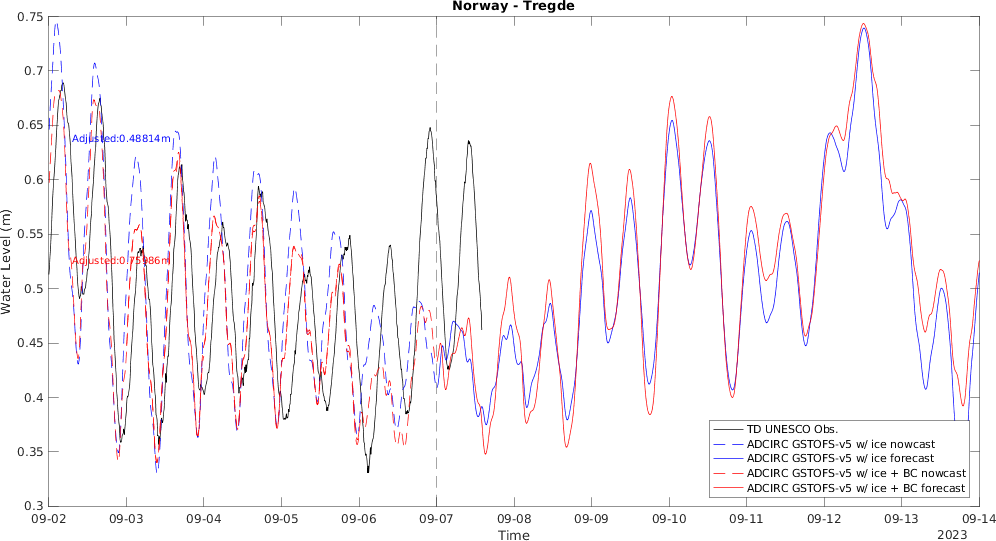 Norway - Tregde
0.75
0.7
0.65
0.6
0.55
0.5
0.45
0.4
0.35
0.3
Water Level (m)
Adjusted:0.48814m
Adjusted:0.75986m
TD UNESCO Obs.
ADCIRC GSTOFS-v5 w/ ice nowcast
ADCIRC GSTOFS-v5 w/ ice forecast
ADCIRC GSTOFS-v5 w/ ice + BC nowcast
ADCIRC GSTOFS-v5 w/ ice + BC forecast
09-02 09-03 09-04 09-05 09-06 09-07 09-08 09-09 09-10 09-11 09-12 09-13 09-14
Time
2023